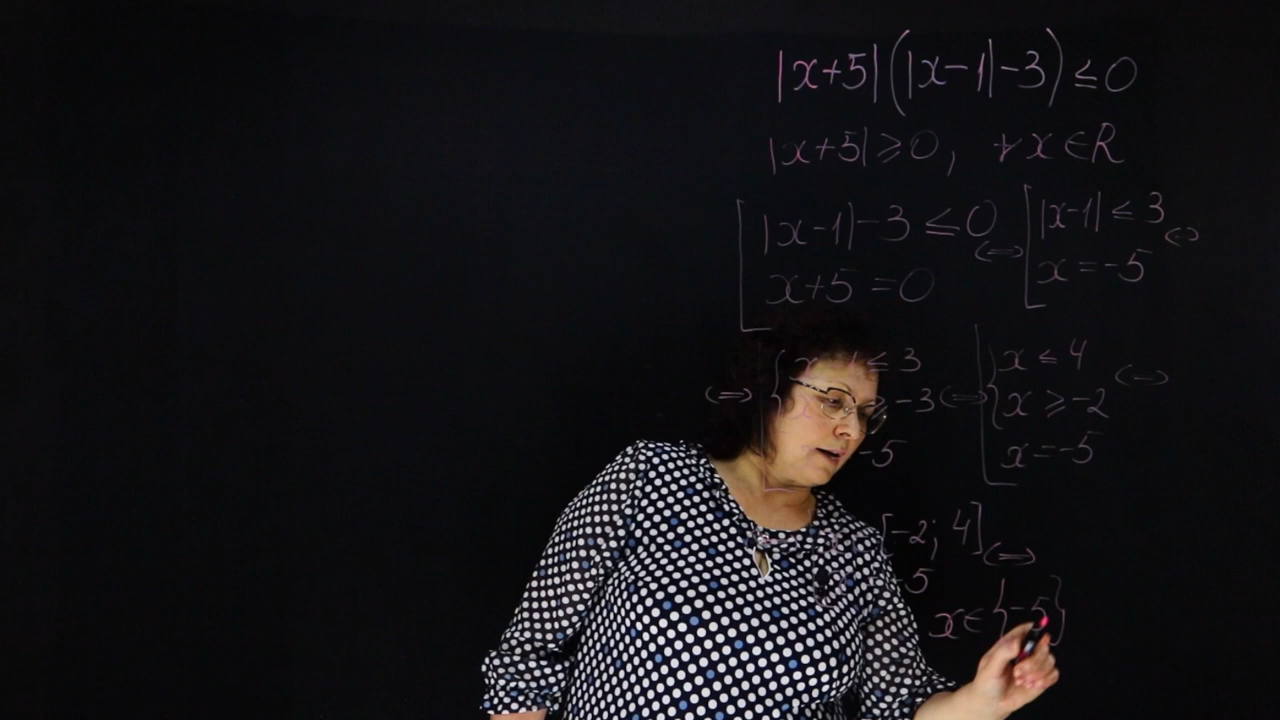 |x+5|(|x-1|-3) ≤ 0
|x+5| ⩾ 0, ∀x∈R
[ |x-1|-3 ≤ 0 ⇔ [ |x-1| ≤ 3 ⇔
x+5=0 x=-5
⇔ { x ≤ 3 { x ≤ 4 ⇔
⩾ -3 ⇔ x ⩾ -2
-5 x=-5
[-2; 4] ⇔
-5
x∈{-5}